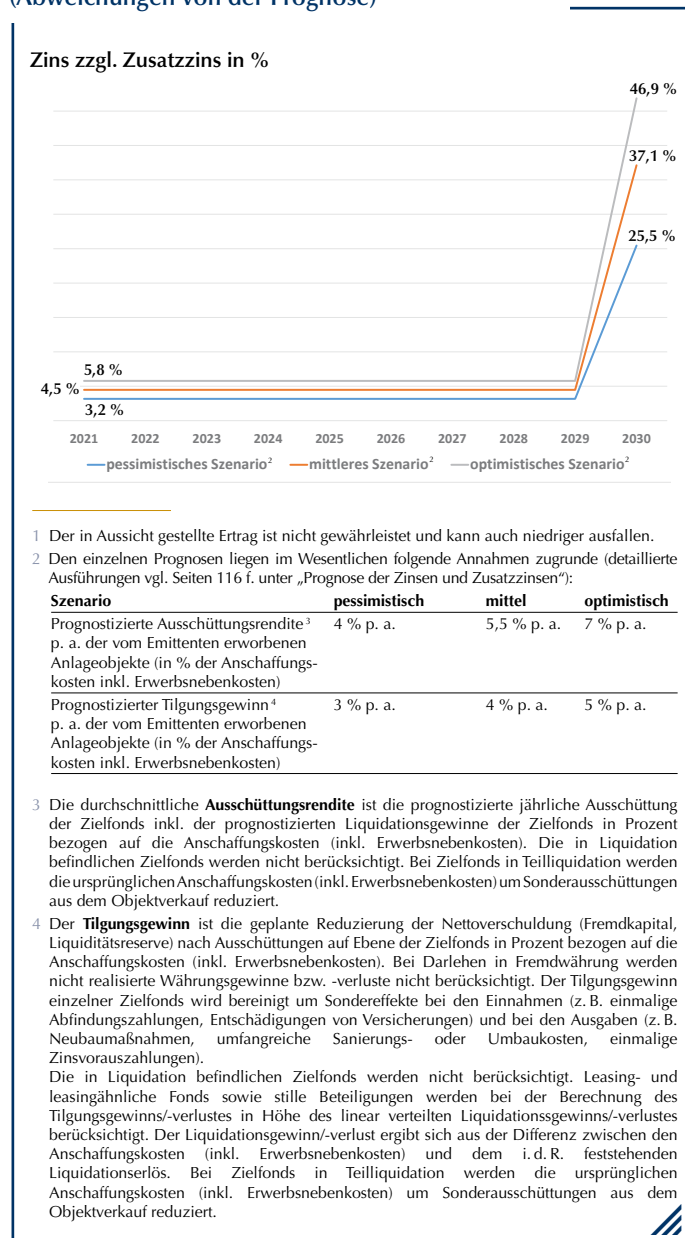 (Abweichungen von der Prognose)
Zins zzgl. Zusatzzins in %
46,9 %
37,1 %
25,5 %
5,8 %
4,5 %
3,2 %
2021 2022 2023 2024 2025 2026 2027 2028 2029 2030
pessimistisches Szenario² mittleres Szenario² optimistisches Szenario²
1 Der in Aussicht gestellte Ertrag ist nicht gewährleistet und kann auch niedriger ausfallen.
2 Den einzelnen Prognosen liegen im Wesentlichen folgende Annahmen zugrunde (detaillierte
Ausführungen vgl. Seiten 116 f. unter „Prognose der Zinsen und Zusatzzinsen“):
Szenario pessimistisch mittel optimistisch
Prognostizierte Ausschüttungsrendite ³ 4 % p. a. 5,5 % p. a. 7 % p. a.
p. a. der vom Emittenten erworbenen
Anlageobjekte (in % der Anschaffungs-
kosten inkl. Erwerbsnebenkosten)
Prognostizierter Tilgungsgewinn ⁴ 3 % p. a. 4 % p. a. 5 % p. a.
p. a. der vom Emittenten erworbenen
Anlageobjekte (in % der Anschaffungs-
kosten inkl. Erwerbsnebenkosten)
3 Die durchschnittliche Ausschüttungsrendite ist die prognostizierte jährliche Ausschüttung
der Zielfonds inkl. der prognostizierten Liquidationsgewinne der Zielfonds in Prozent
bezogen auf die Anschaffungskosten (inkl. Erwerbsnebenkosten). Die in Liquidation
befindlichen Zielfonds werden nicht berücksichtigt. Bei Zielfonds in Teilliquidation werden
die ursprünglichen Anschaffungskosten (inkl. Erwerbsnebenkosten) um Sonderausschüttungen
aus dem Objektverkauf reduziert.
4 Der Tilgungsgewinn ist die geplante Reduzierung der Nettoverschuldung (Fremdkapital,
Liquiditätsreserve) nach Ausschüttungen auf Ebene der Zielfonds in Prozent bezogen auf die
Anschaffungskosten (inkl. Erwerbsnebenkosten). Bei Darlehen in Fremdwährung werden
nicht realisierte Währungsgewinne bzw. -verluste nicht berücksichtigt. Der Tilgungsgewinn
einzelner Zielfonds wird bereinigt um Sondereffekte bei den Einnahmen (z. B. einmalige
Abfindungszahlungen, Entschädigungen von Versicherungen) und bei den Ausgaben (z. B.
Neubaumaßnahmen, umfangreiche Sanierungs- oder Umbaukosten, einmalige
Zinsvorauszahlungen).
Die in Liquidation befindlichen Zielfonds werden nicht berücksichtigt. Leasing- und
leasingähnliche Fonds sowie stille Beteiligungen werden bei der Berechnung des
Tilgungsgewinns/-verlustes in Höhe des linear verteilten Liquidationssgewinns/-verlustes
berücksichtigt. Der Liquidationsgewinn/-verlust ergibt sich aus der Differenz zwischen den
Anschaffungskosten (inkl. Erwerbsnebenkosten) und dem i. d. R. feststehenden
Liquidationserlös. Bei Zielfonds in Teilliquidation werden die ursprünglichen
Anschaffungskosten (inkl. Erwerbsnebenkosten) um Sonderausschüttungen aus dem
Objektverkauf reduziert.